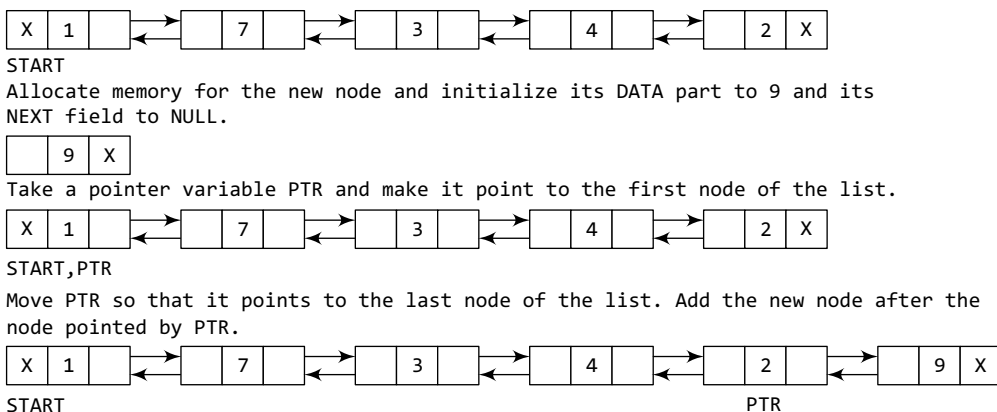 X 1 7 3 4 2 X
START
Allocate memory for the new node and initialize its DATA part to 9 and its
NEXT field to NULL.
9 X
Take a pointer variable PTR and make it point to the first node of the list.
X 1 7 3 4 2 X
START,PTR
Move PTR so that it points to the last node of the list. Add the new node after the
node pointed by PTR.
X 1 7 3 4 2 9 X
START PTR